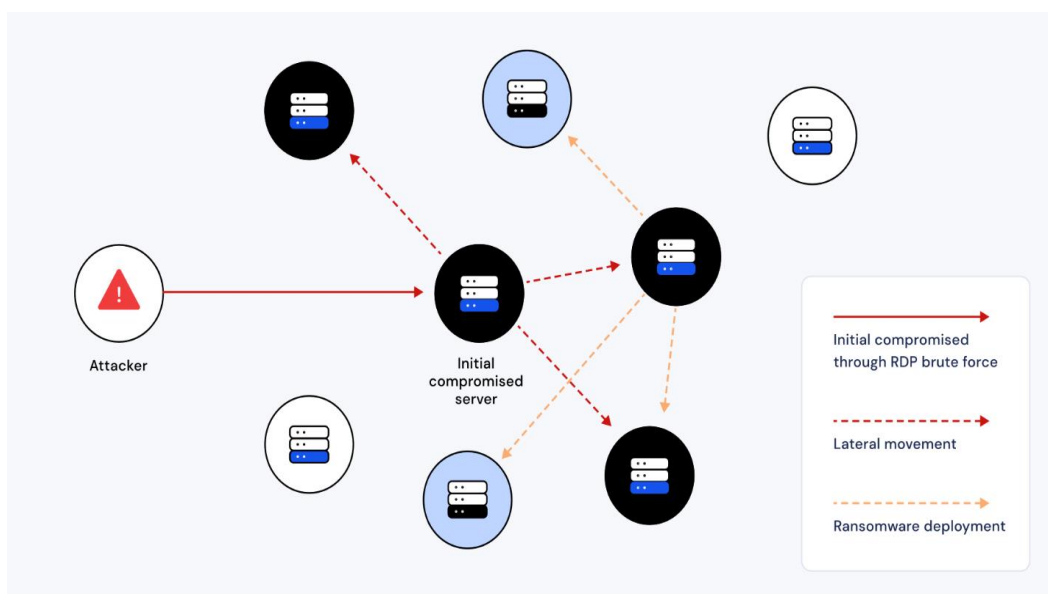 Attacker
Initial
compromised
server
Initial compromised
through RDP brute force
Lateral movement
Ransomware deployment